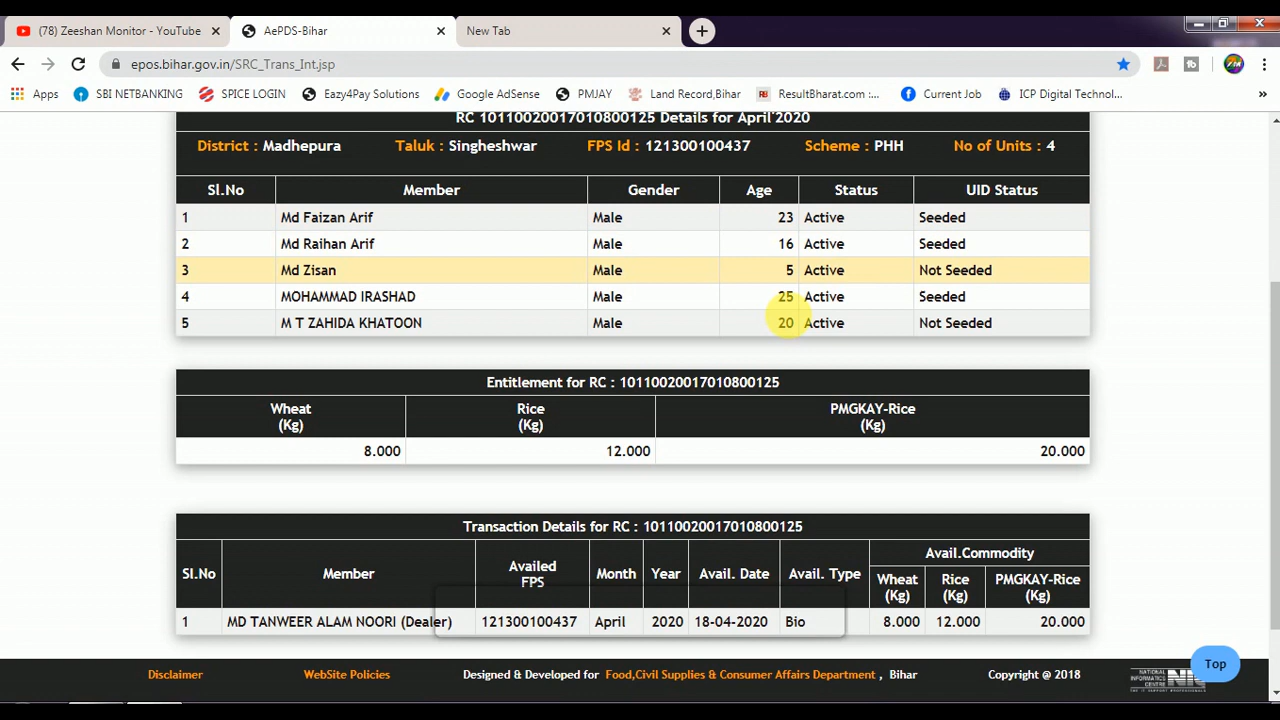 (78) Zeeshan Monitor - YouTube AePDS-Bihar New Tab
epos.bihar.gov.in/SRC_Trans_Int.jsp
Apps SBI NETBANKING SPICE LOGIN Eazy4Pay Solutions Google AdSense PMJAY Land Record,Bihar ResultBharat.com :... Current Job ICP Digital Technol...
RC 10110020017010800125 Details for April'2020
District : Madhepura Taluk : Singheshwar FPS Id : 121300100437 Scheme : PHH No of Units : 4
Sl.No Member Gender Age Status UID Status
1 Md Faizan Arif Male 23 Active Seeded
2 Md Raihan Arif Male 16 Active Seeded
3 Md Zisan Male 5 Active Not Seeded
4 MOHAMMAD IRASHAD Male 25 Active Seeded
5 M T ZAHIDA KHATOON Male 20 Active Not Seeded
Entitlement for RC : 10110020017010800125
Wheat (Kg) Rice (Kg) PMGKAY-Rice (Kg)
8.000 12.000 20.000
Transaction Details for RC : 10110020017010800125
Sl.No Member Availed FPS Month Year Avail. Date Avail. Type Avail.Commodity
Wheat (Kg) Rice (Kg) PMGKAY-Rice (Kg)
1 MD TANWEER ALAM NOORI (Dealer) 121300100437 April 2020 18-04-2020 Bio 8.000 12.000 20.000
Top
Disclaimer WebSite Policies Designed & Developed for Food,Civil Supplies & Consumer Affairs Department , Bihar Copyright @ 2018 NATIONAL INFORMATICS CENTRE NIC